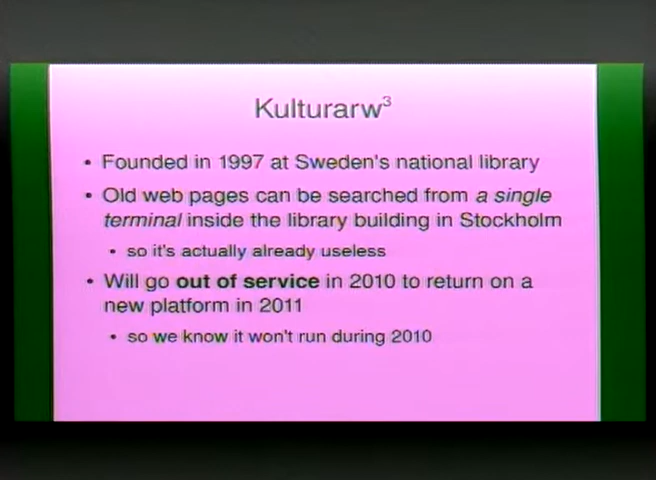 Kulturarw³
• Founded in 1997 at Sweden's national library
• Old web pages can be searched from a single
terminal inside the library building in Stockholm
• so it's actually already useless
• Will go out of service in 2010 to return on a
new platform in 2011
• so we know it won't run during 2010